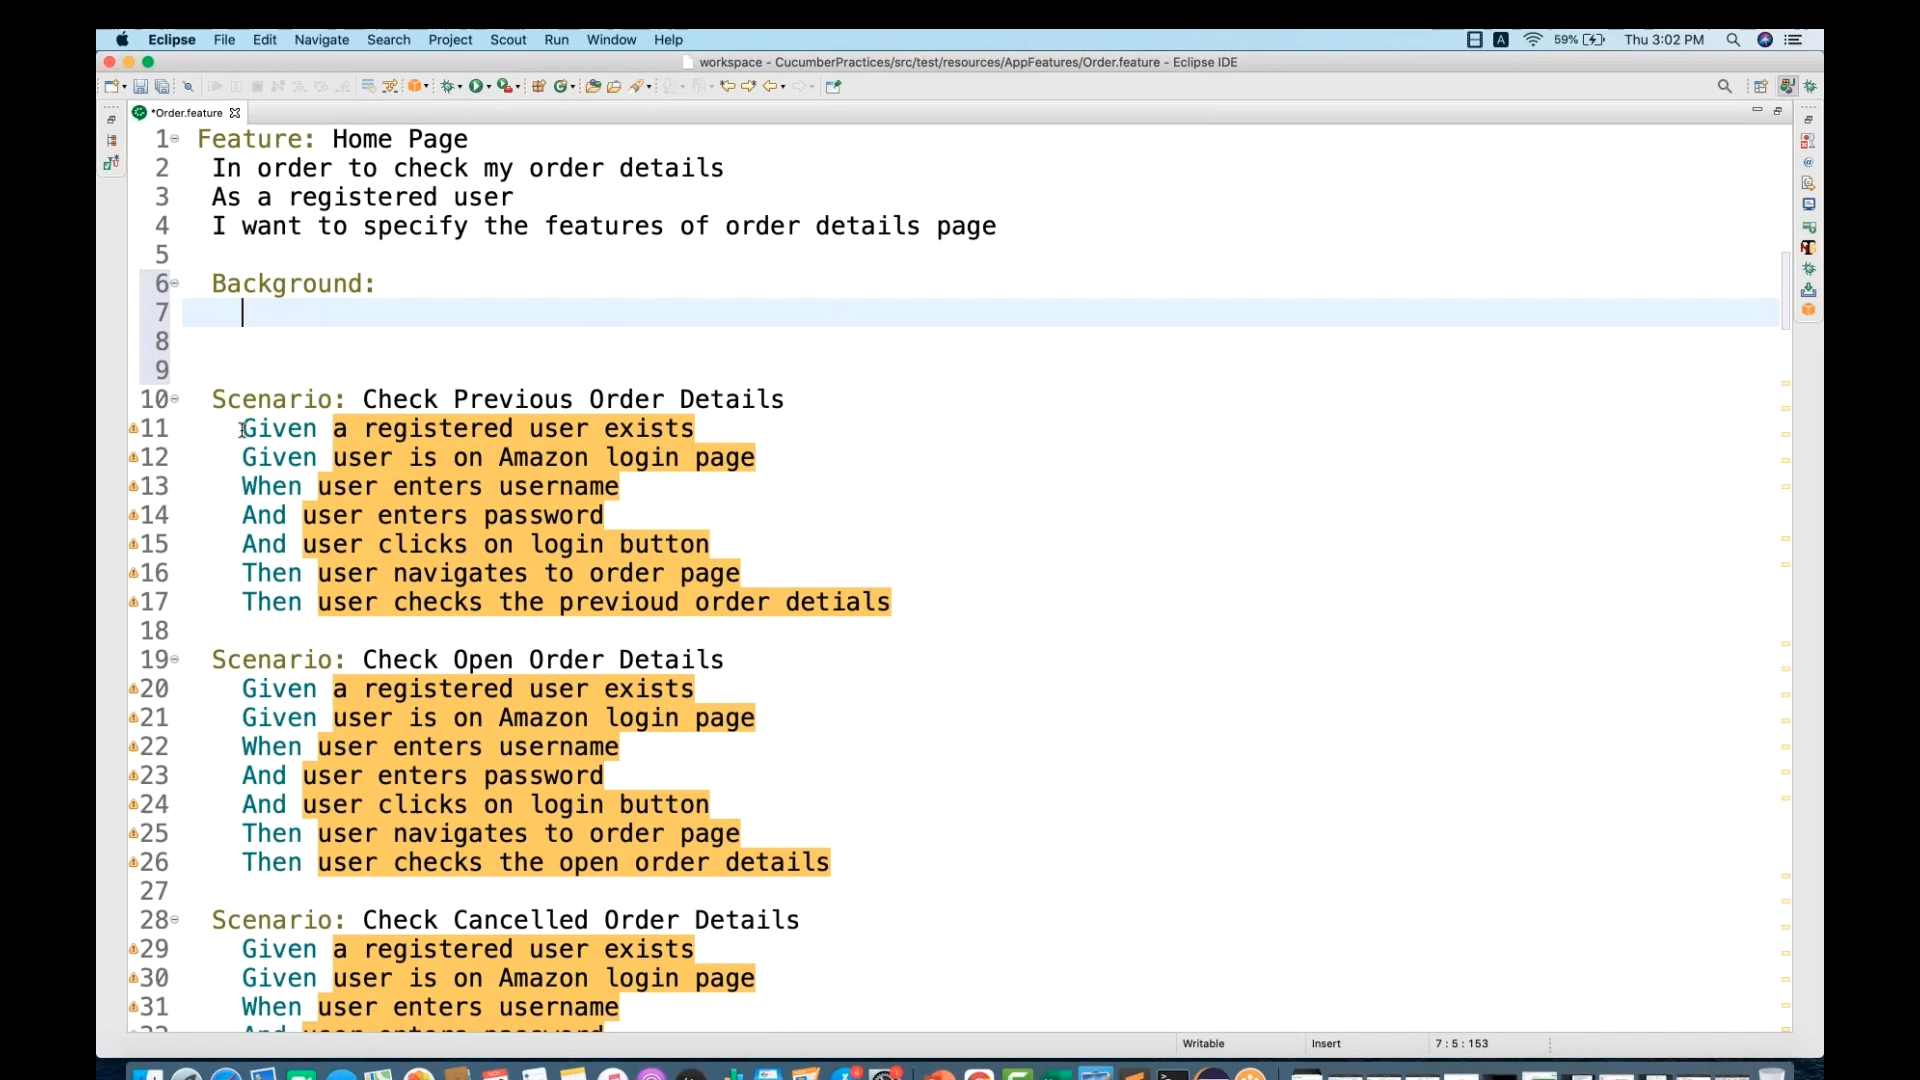 Eclipse File Edit Navigate Search Project Scout Run Window Help
A 59% Thu 3:02 PM
workspace - CucumberPractices/src/test/resources/AppFeatures/Order.feature - Eclipse IDE
*Order.feature
1 Feature: Home Page
2 In order to check my order details
3 As a registered user
4 I want to specify the features of order details page
5
6 Background:
7
8
9
10 Scenario: Check Previous Order Details
11 Given a registered user exists
12 Given user is on Amazon login page
13 When user enters username
14 And user enters password
15 And user clicks on login button
16 Then user navigates to order page
17 Then user checks the previoud order detials
18
19 Scenario: Check Open Order Details
20 Given a registered user exists
21 Given user is on Amazon login page
22 When user enters username
23 And user enters password
24 And user clicks on login button
25 Then user navigates to order page
26 Then user checks the open order details
27
28 Scenario: Check Cancelled Order Details
29 Given a registered user exists
30 Given user is on Amazon login page
31 When user enters username
32 And user enters password
Writable Insert 7 : 5 : 153